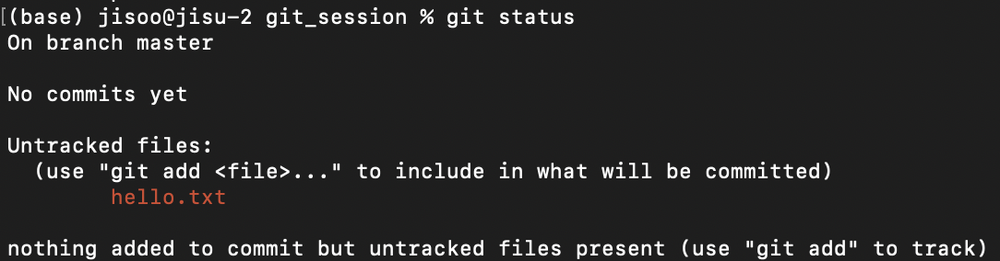 [(base) jisoo@jisu-2 git_session % git status
On branch master
No commits yet
Untracked files:
(use "git add <file>..." to include in what will be committed)
hello.txt
nothing added to commit but untracked files present (use "git add" to track)